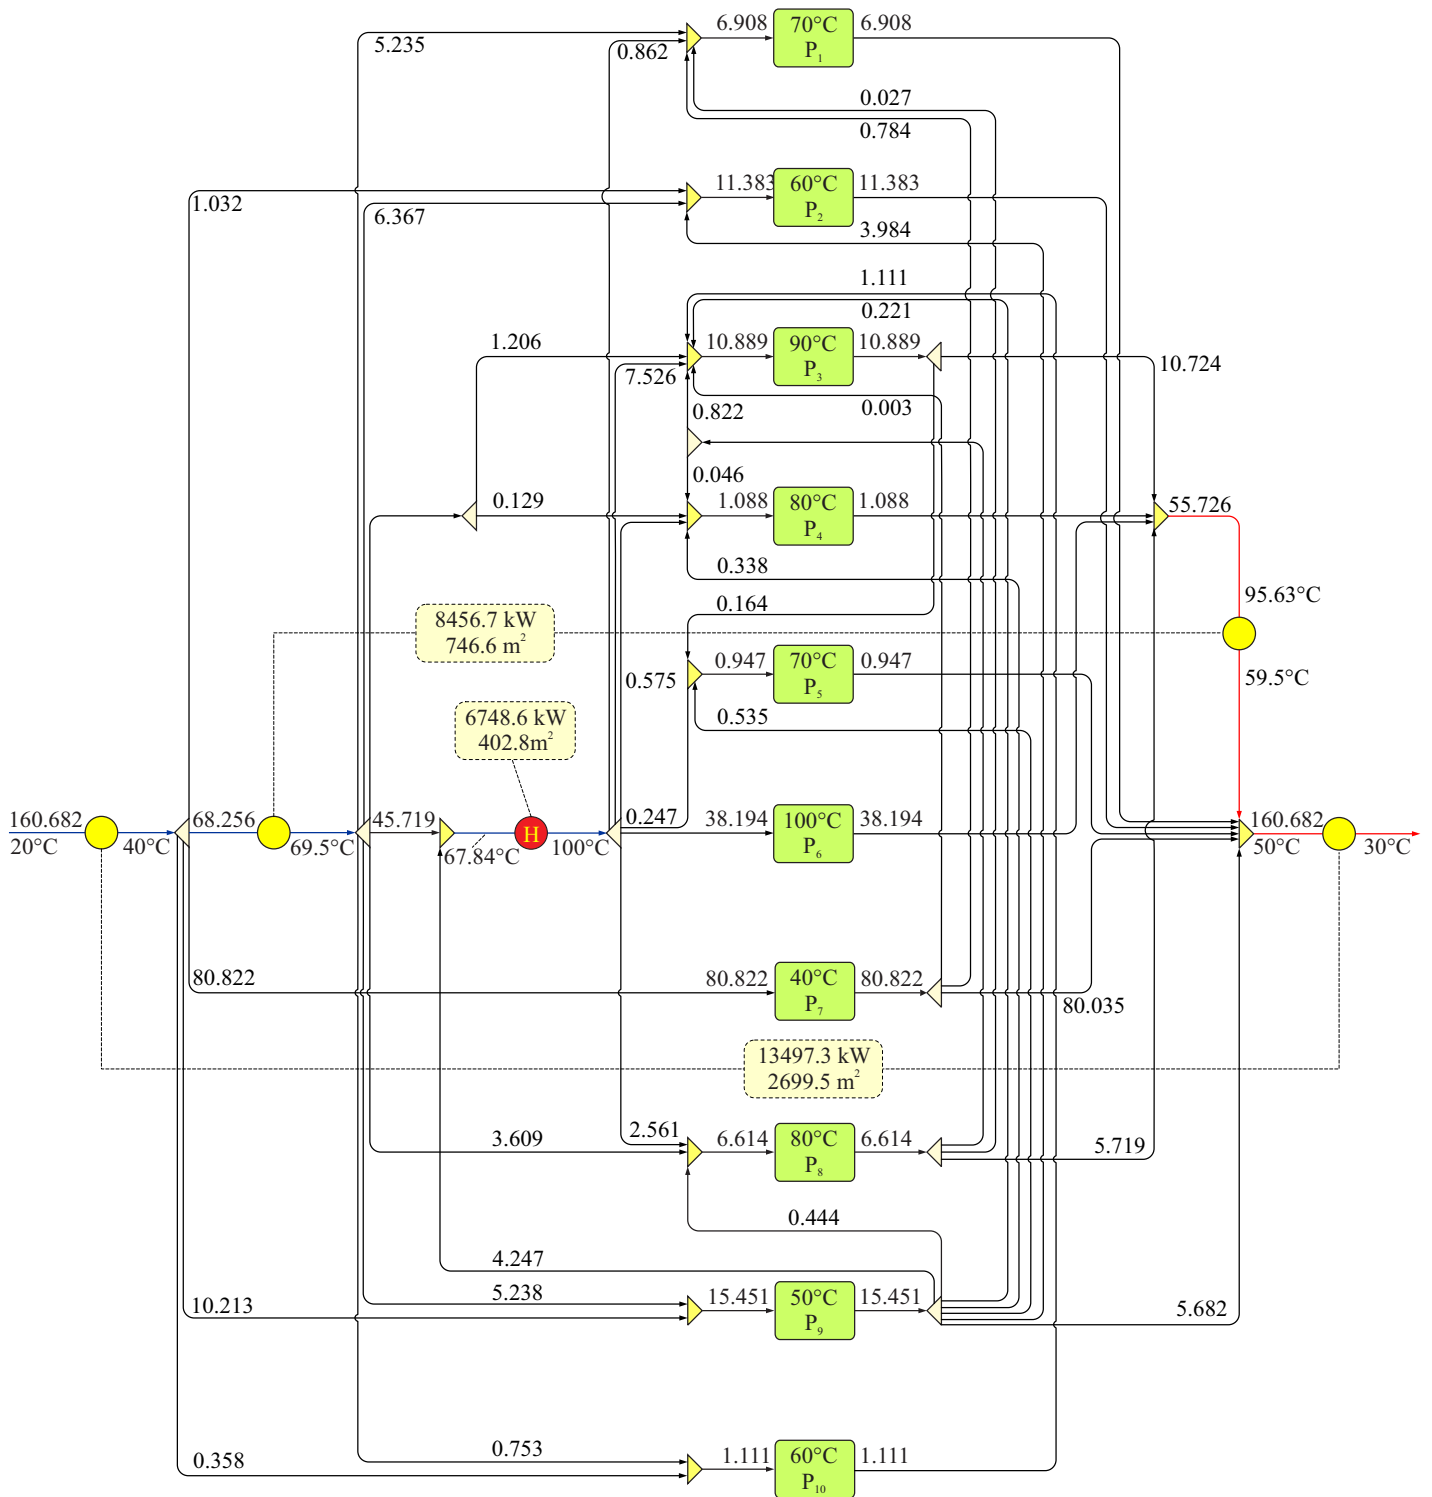 6.908
70°C
6.908
5.235
0.862
P₁
0.027
0.784
11.383
60°C
11.383
1.032
6.367
P₂
3.984
1.111
0.221
1.206
10.889
90°C
10.889
10.724
7.526
P₃
0.822
0.003
0.046
0.129
1.088
80°C
1.088
55.726
P₄
0.338
0.164
95.63°C
8456.7 kW
746.6 m²
0.575
0.947
70°C
0.947
59.5°C
P₅
6748.6 kW
402.8m²
0.535
160.682
68.256
45.719
H
0.247
38.194
100°C
38.194
160.682
20°C
40°C
69.5°C
67.84°C
100°C
P₆
50°C
30°C
80.822
80.822
40°C
80.822
80.035
P₇
13497.3 kW
2699.5 m²
3.609
2.561
6.614
80°C
6.614
5.719
P₈
0.444
4.247
10.213
5.238
15.451
50°C
15.451
5.682
P₉
0.358
0.753
1.111
60°C
1.111
P₁₀